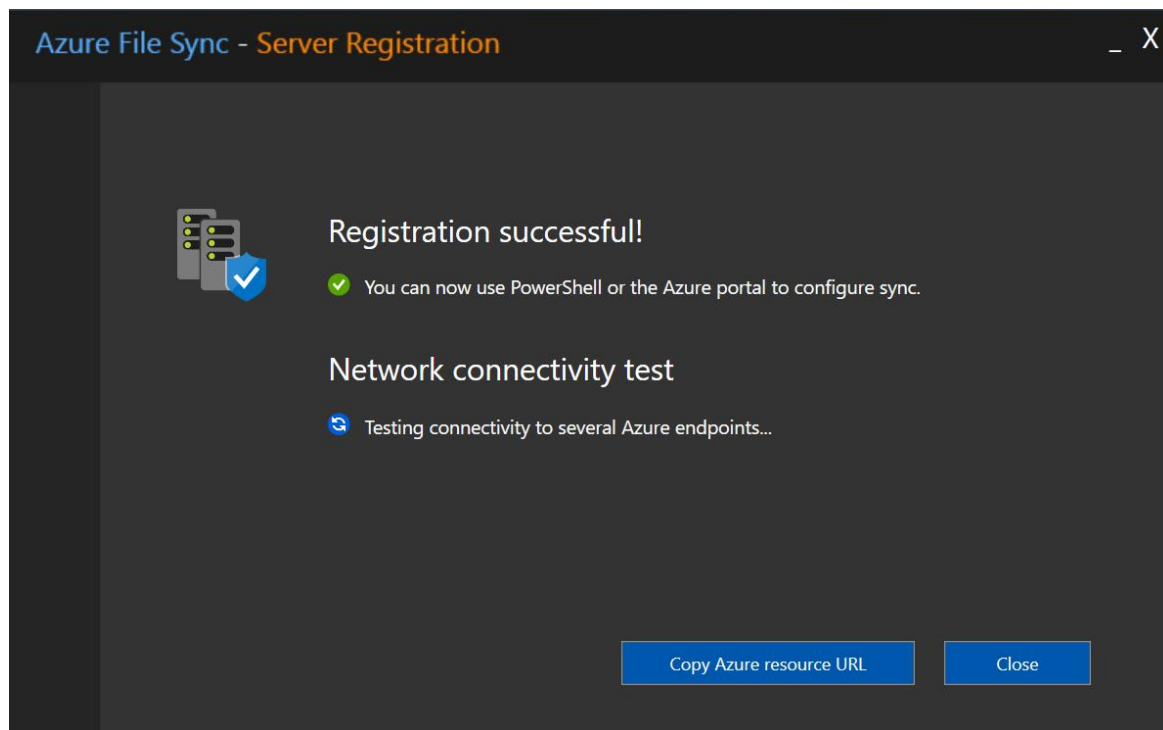 Azure File Sync - Server Registration
_ X
Registration successful!
You can now use PowerShell or the Azure portal to configure sync.
Network connectivity test
Testing connectivity to several Azure endpoints...
Copy Azure resource URL
Close